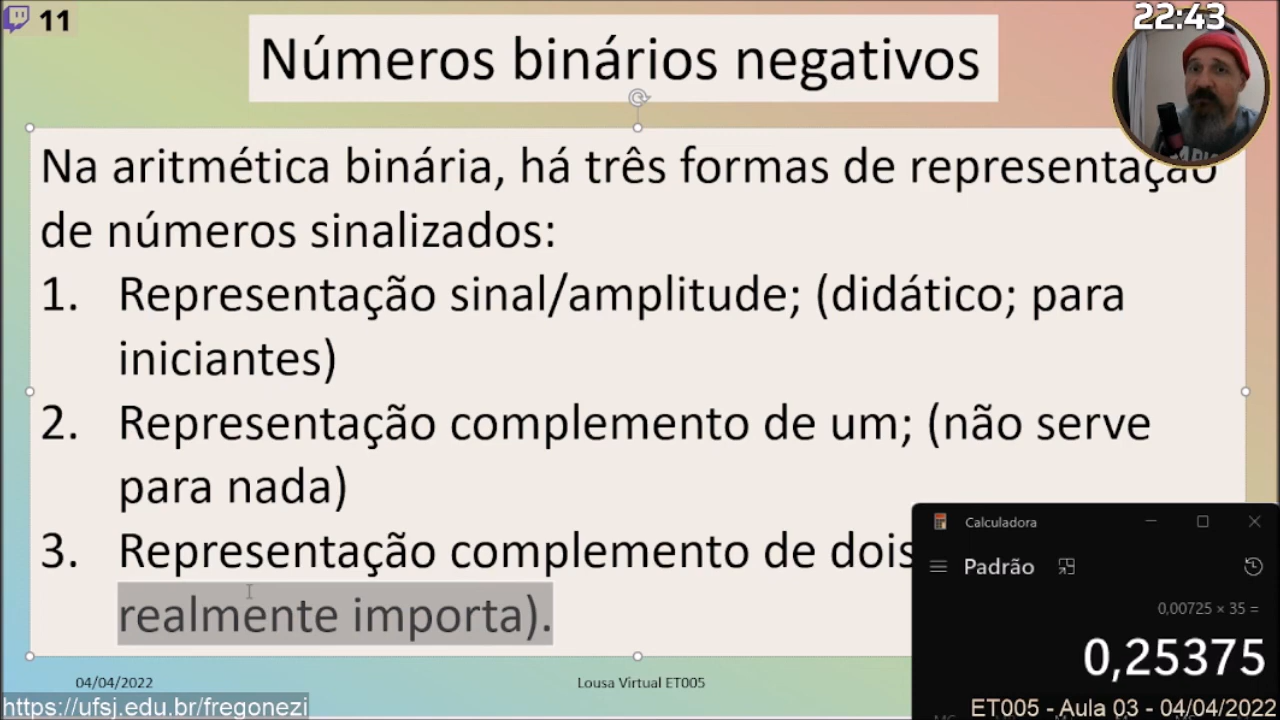 11
22:43
Números binários negativos
Na aritmética binária, há três formas de representação
de números sinalizados:
1. Representação sinal/amplitude; (didático; para
iniciantes)
2. Representação complemento de um; (não serve
para nada)
3. Representação complemento de dois
realmente importa).
Calculadora
Padrão
0,00725 × 35 =
0,25375
04/04/2022
Lousa Virtual ET005
https://ufsj.edu.br/fregonezi
ET005 - Aula 03 - 04/04/2022